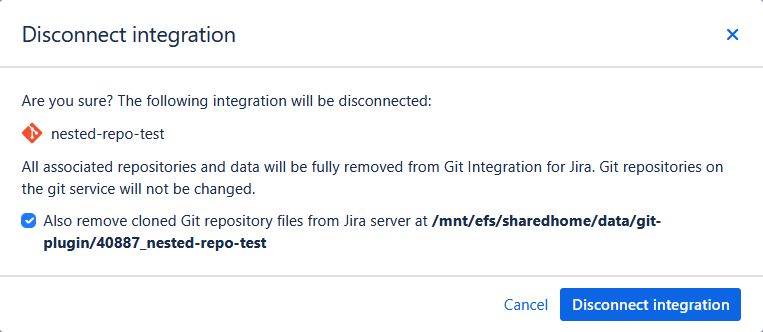 Disconnect integration
Are you sure? The following integration will be disconnected:
nested-repo-test
All associated repositories and data will be fully removed from Git Integration for Jira. Git repositories on
the git service will not be changed.
Also remove cloned Git repository files from Jira server at /mnt/efs/sharedhome/data/git-
plugin/40887_nested-repo-test
Cancel Disconnect integration